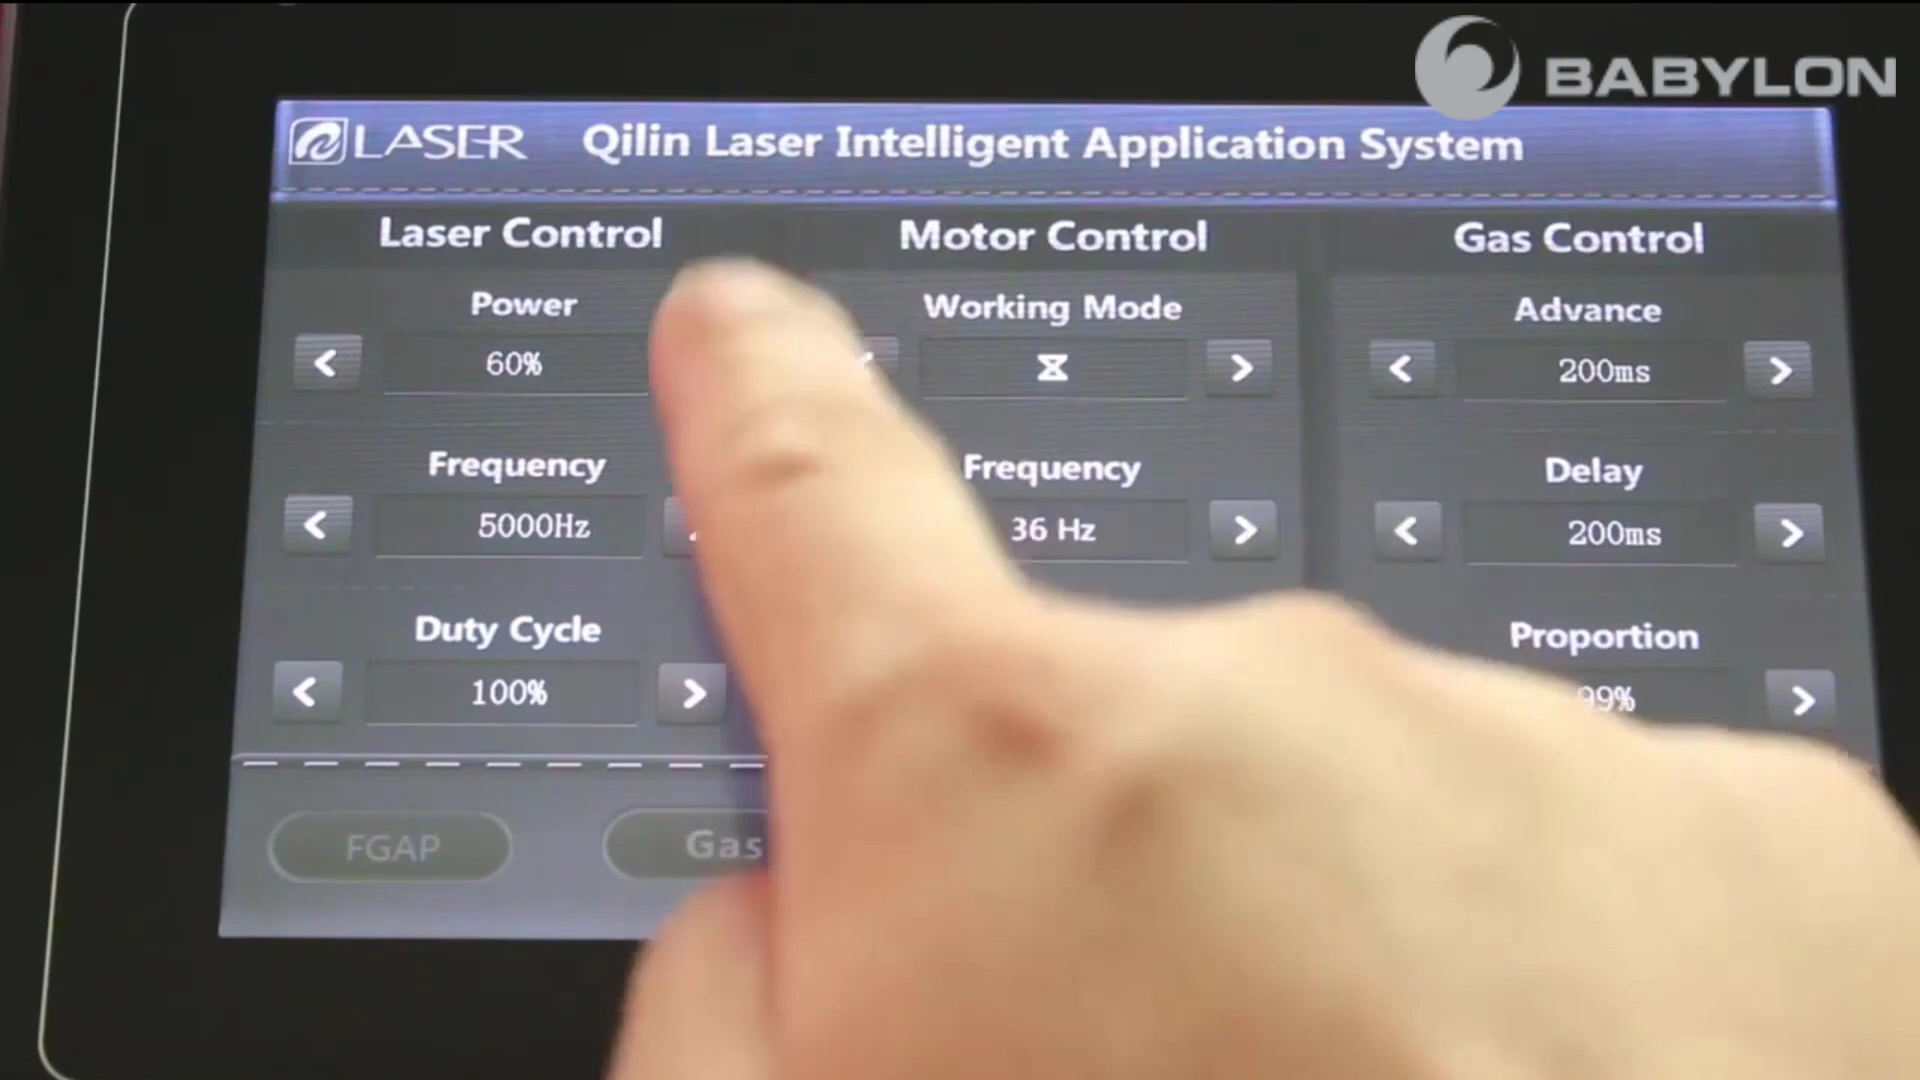 BABYLON
LASER Qilin Laser Intelligent Application System
Laser Control
Motor Control
Gas Control
Power
Working Mode
Advance
60%
200ms
Frequency
Frequency
Delay
5000Hz
36 Hz
200ms
Duty Cycle
Proportion
100%
99%
FGAP
Gas